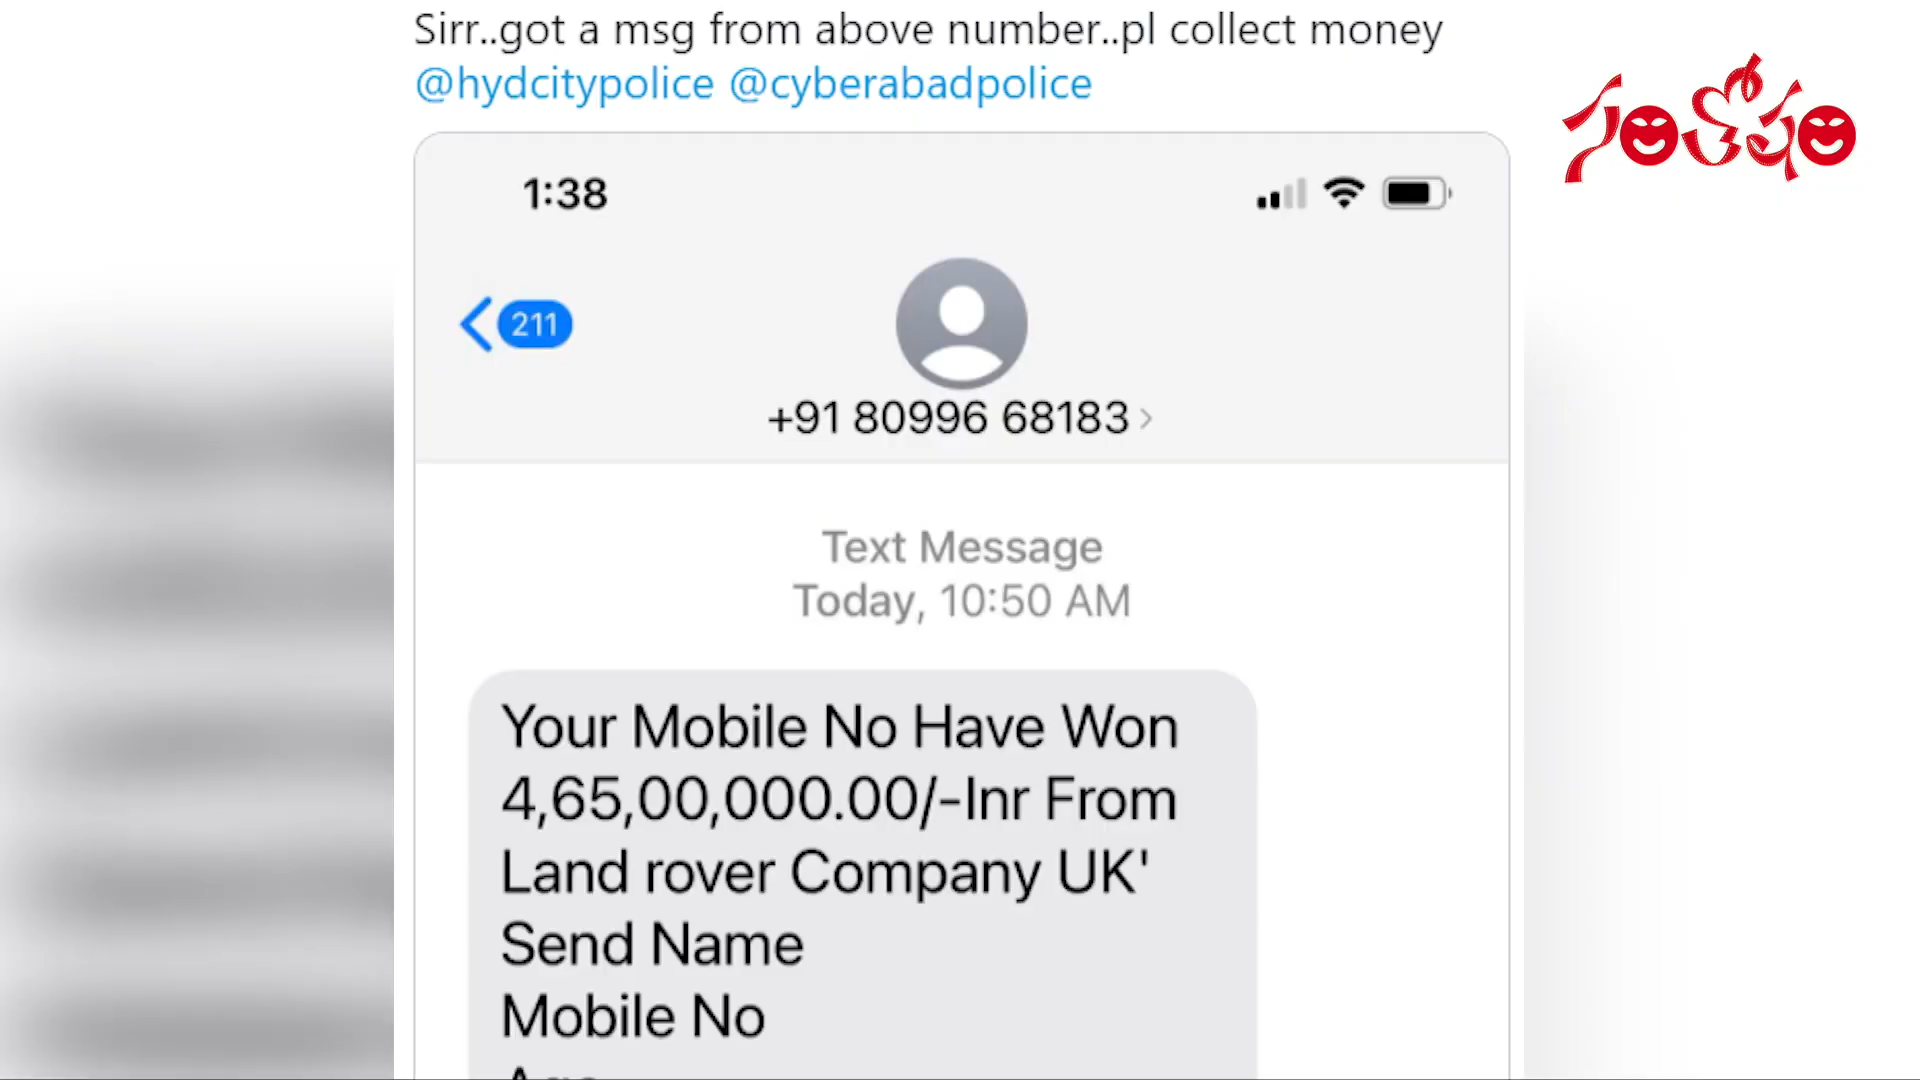 Sirr..got a msg from above number..pl collect money
@hydcitypolice @cyberabadpolice
1:38
211
+91 80996 68183
Text Message
Today, 10:50 AM
Your Mobile No Have Won
4,65,00,000.00/-Inr From
Land rover Company UK'
Send Name
Mobile No